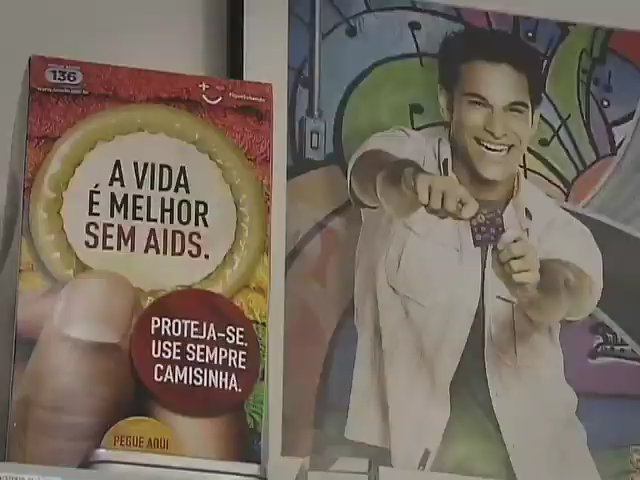 136
A VIDA
É MELHOR
SEM AIDS.
PROTEJA-SE.
USE SEMPRE
CAMISINHA.
PEGUE AQUI